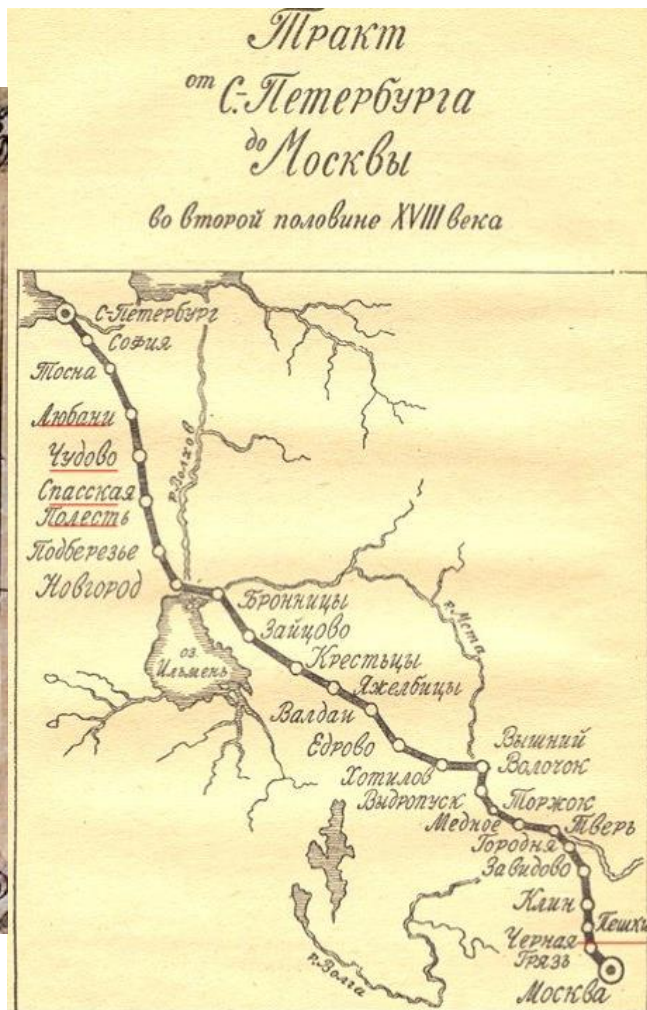 Тракт
от С.-Петербурга
до Москвы
во второй половине XVIII века
С-Петербург
София
Тосна
Любани
Чудово
Спасская
Полесть
Подберезье
Новгород
р. Волхов
Бронницы
Зайцово
оз.
Ильмень
Крестьцы
Яжелбицы
Валдаи
Едрово
р. Мста
Хотилов
Вышний
Волочок
Выдропуск
Торжок
Медное
Тверь
Городня
Завидово
Клин
Пешки
Черная
Грязь
р. Волга
Москва